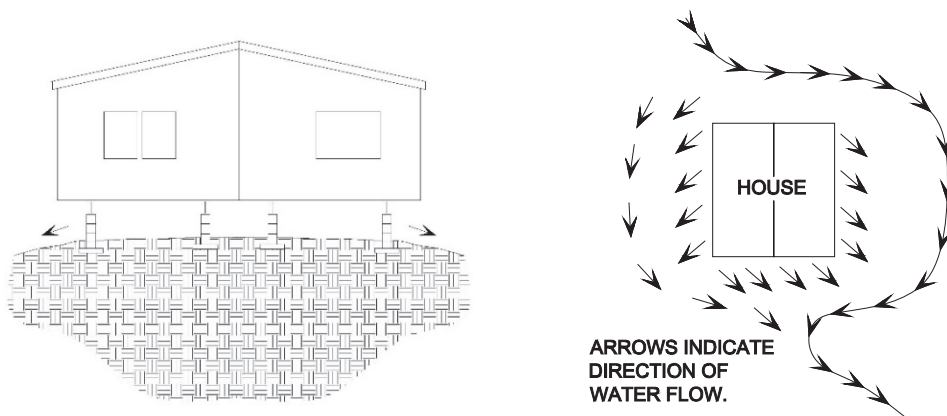 HOUSE
ARROWS INDICATE
DIRECTION OF
WATER FLOW.